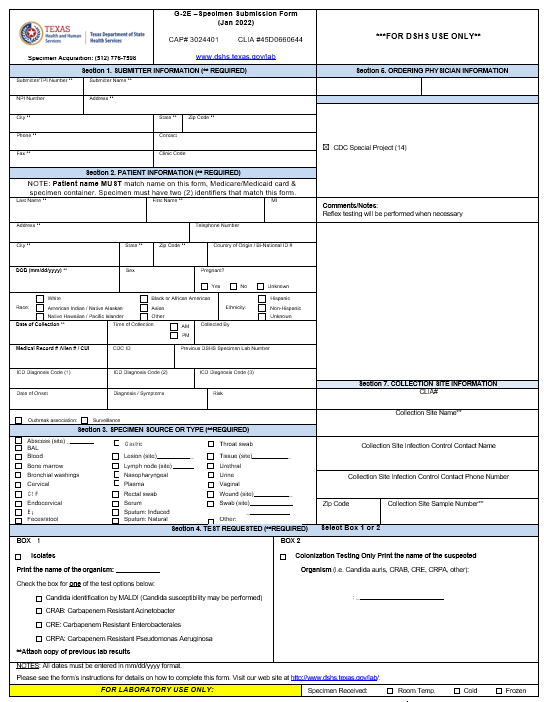 G-2E –Specimen Submission Form
(Jan 2022)
TEXAS
Health and Human
Services
Texas Department of State
Health Services
CAP# 3024401 CLIA #45D0660644
***FOR DSHS USE ONLY**
Specimen Acquisition: (512) 776-7598
www.dshs.texas.gov/lab
Section 1. SUBMITTER INFORMATION (** REQUIRED)
Section 5. ORDERING PHYSICIAN INFORMATION
Submitter/TPI Number ** Submitter Name **
NPI Number Address **
City ** State ** Zip Code **
Phone ** Contact
Fax ** Clinic Code
☒ CDC Special Project (14)
Section 2. PATIENT INFORMATION (** REQUIRED)
NOTE: Patient name MUST match name on this form, Medicare/Medicaid card &
specimen container. Specimen must have two (2) identifiers that match this form.
Last Name ** First Name ** MI
Comments/Notes:
Reflex testing will be performed when necessary
Address ** Telephone Number
City ** State ** Zip Code ** Country of Origin / Bi-National ID #
DOB (mm/dd/yyyy) ** Sex Pregnant?
☐ Yes ☐ No ☐ Unknown
Race: ☐ White ☐ Black or African American Ethnicity: ☐ Hispanic
☐ American Indian / Native Alaskan ☐ Asian ☐ Non-Hispanic
☐ Native Hawaiian / Pacific Islander ☐ Other ☐ Unknown
Date of Collection ** Time of Collection ☐ AM ☐ PM Collected By
Medical Record # Alien # / CUI CDC ID Previous DSHS Specimen Lab Number
ICD Diagnosis Code (1) ICD Diagnosis Code (2) ICD Diagnosis Code (3)
Date of Onset Diagnosis / Symptoms Risk
☐ Outbreak association: ☐ Surveillance
Section 7. COLLECTION SITE INFORMATION
CLIA#
Collection Site Name**
Collection Site Infection Control Contact Name
Collection Site Infection Control Contact Phone Number
Zip Code Collection Site Sample Number**
Section 3. SPECIMEN SOURCE OR TYPE (**REQUIRED)
☐ Abscess (site) ______ ☐ Gastric ☐ Throat swab
☐ BAL
☐ Blood ☐ Lesion (site) ______ ☐ Tissue (site) ______
☐ Bone marrow ☐ Lymph node (site) ______ ☐ Urethral
☐ Bronchial washings ☐ Nasopharyngeal ☐ Urine
☐ Cervical ☐ Plasma ☐ Vaginal
☐ CSF ☐ Rectal swab ☐ Wound (site) ______
☐ Endocervical ☐ Serum ☐ Swab (site) ______
☐ Sputum: Induced
☐ Feces/stool ☐ Sputum: Natural ☐ Other: ______
Section 4. TEST REQUESTED (**REQUIRED) Select Box 1 or 2
BOX 1
☐ Isolates
Print the name of the organism: ______
Check the box for one of the test options below:
☐ Candida identification by MALDI (Candida susceptibility may be performed)
☐ CRAB: Carbapenem Resistant Acinetobacter
☐ CRE: Carbapenem Resistant Enterobacterales
☐ CRPA: Carbapenem Resistant Pseudomonas Aeruginosa
**Attach copy of previous lab results
BOX 2
☐ Colonization Testing Only Print the name of the suspected
Organism (i.e. Candida auris, CRAB, CRE, CRPA, other):
: ______
NOTES: All dates must be entered in mm/dd/yyyy format.
Please see the form's instructions for details on how to complete this form. Visit our web site at http://www.dshs.texas.gov/lab/.
FOR LABORATORY USE ONLY: Specimen Received: ☐ Room Temp. ☐ Cold ☐ Frozen